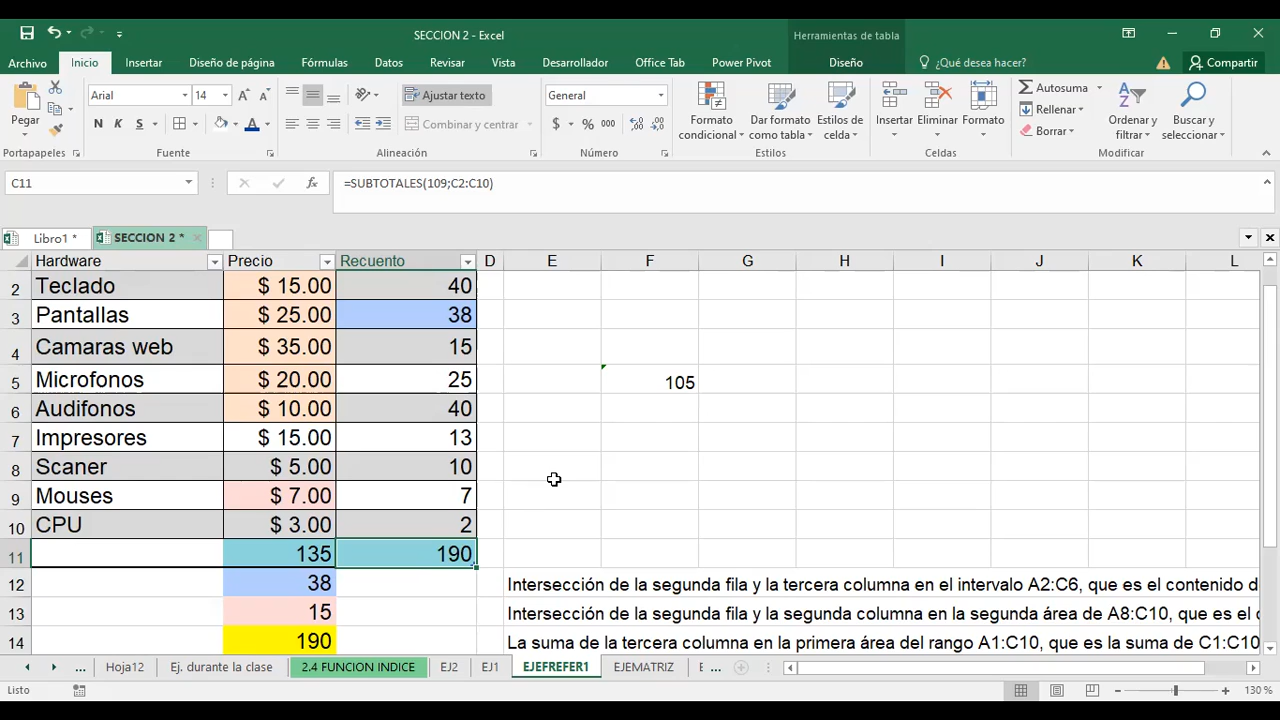 SECCION 2 - Excel
Herramientas de tabla
Archivo
Inicio
Insertar
Diseño de página
Fórmulas
Datos
Revisar
Vista
Desarrollador
Office Tab
Power Pivot
Diseño
¿Qué desea hacer?
Compartir
Pegar
Arial
14
N K S
Ajustar texto
Combinar y centrar
General
$ % 000
Formato condicional
Dar formato como tabla
Estilos de celda
Insertar
Eliminar
Formato
Autosuma
Rellenar
Borrar
Ordenar y filtrar
Buscar y seleccionar
Portapapeles
Fuente
Alineación
Número
Estilos
Celdas
Modificar
C11
fx
=SUBTOTALES(109;C2:C10)
Libro1 *
SECCION 2 *
Hardware Precio Recuento D E F G H I J K L
2 Teclado $ 15.00 40
3 Pantallas $ 25.00 38
4 Camaras web $ 35.00 15
5 Microfonos $ 20.00 25 105
6 Audifonos $ 10.00 40
7 Impresores $ 15.00 13
8 Scaner $ 5.00 10
9 Mouses $ 7.00 7
10 CPU $ 3.00 2
11 135 190
12 38 Intersección de la segunda fila y la tercera columna en el intervalo A2:C6, que es el contenido d
13 15 Intersección de la segunda fila y la segunda columna en la segunda área de A8:C10, que es el c
14 190 La suma de la tercera columna en la primera área del rango A1:C10, que es la suma de C1:C10
... Hoja12 Ej. durante la clase 2.4 FUNCION INDICE EJ2 EJ1 EJEFREFER1 EJEMATRIZ E ...
Listo
130 %